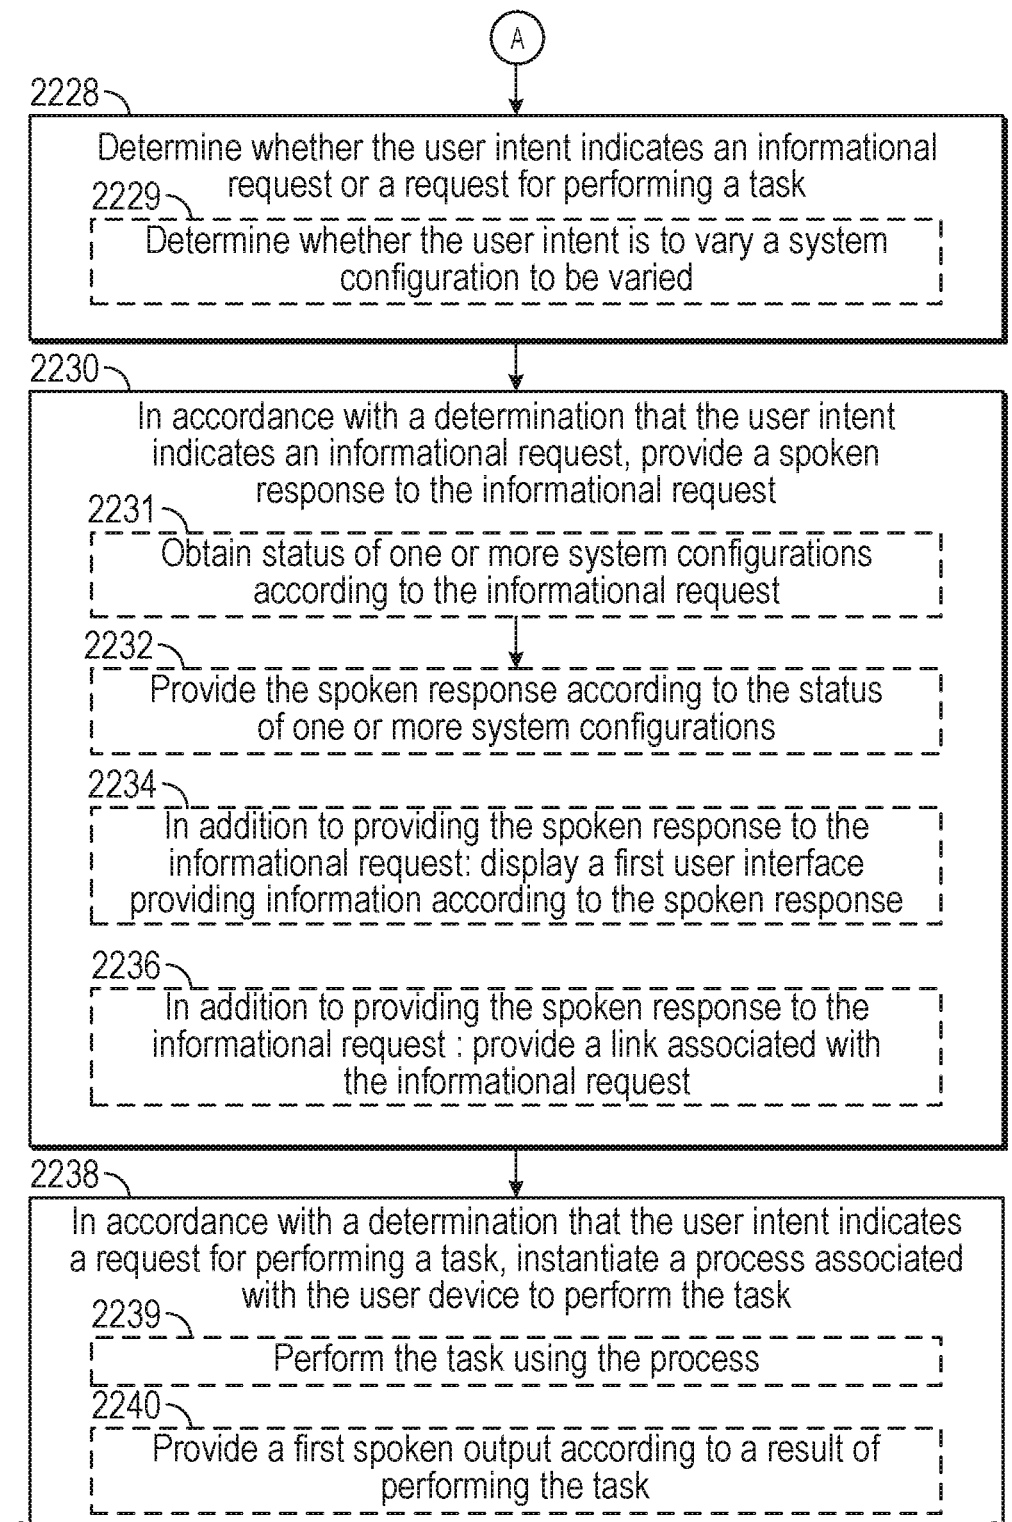 A
2228
Determine whether the user intent indicates an informational
request or a request for performing a task
2229
Determine whether the user intent is to vary a system
configuration to be varied
2230
In accordance with a determination that the user intent
indicates an informational request, provide a spoken
response to the informational request
2231
Obtain status of one or more system configurations
according to the informational request
2232
Provide the spoken response according to the status
of one or more system configurations
2234
In addition to providing the spoken response to the
informational request: display a first user interface
providing information according to the spoken response
2236
In addition to providing the spoken response to the
informational request : provide a link associated with
the informational request
2238
In accordance with a determination that the user intent indicates
a request for performing a task, instantiate a process associated
with the user device to perform the task
2239
Perform the task using the process
2240
Provide a first spoken output according to a result of
performing the task